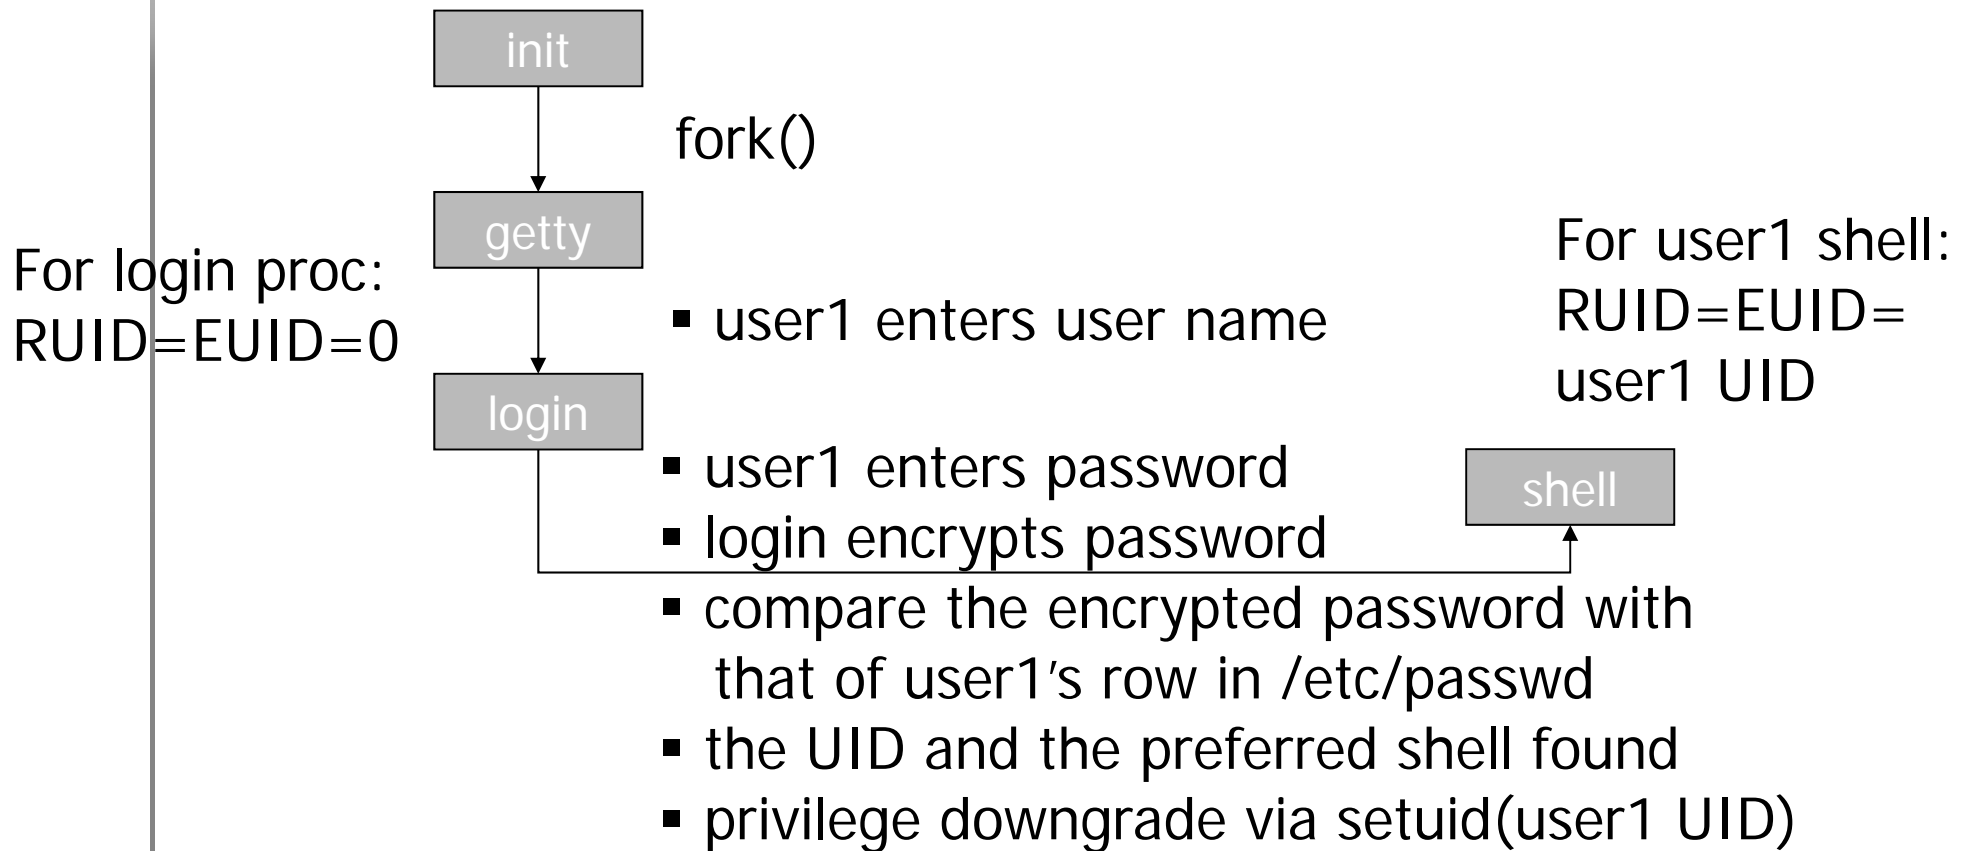 init
fork()
getty
For login proc:
RUID=EUID=0
▪ user1 enters user name
For user1 shell:
RUID=EUID=
user1 UID
login
▪ user1 enters password
shell
▪ login encrypts password
▪ compare the encrypted password with
that of user1's row in /etc/passwd
▪ the UID and the preferred shell found
▪ privilege downgrade via setuid(user1 UID)